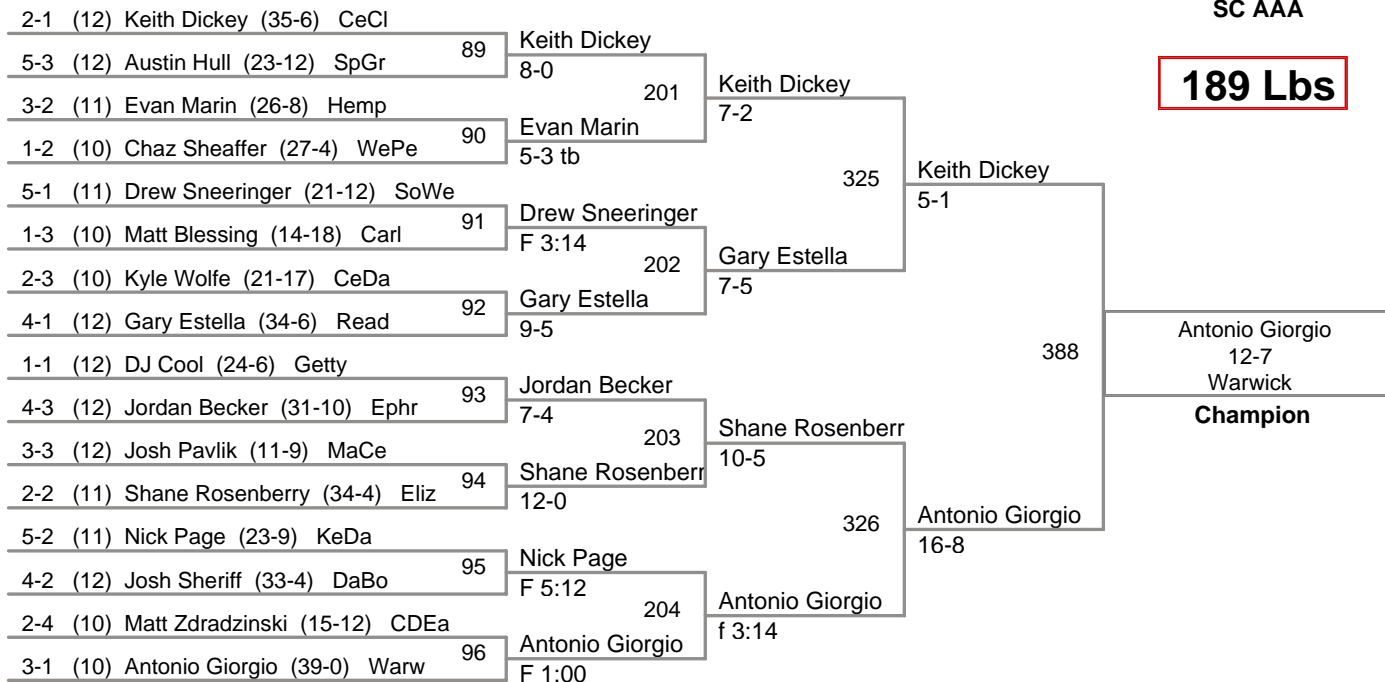 SC AAA
189 Lbs
2-1 (12) Keith Dickey (35-6) CeCl
5-3 (12) Austin Hull (23-12) SpGr
3-2 (11) Evan Marin (26-8) Hemp
1-2 (10) Chaz Sheaffer (27-4) WePe
5-1 (11) Drew Sneeringer (21-12) SoWe
1-3 (10) Matt Blessing (14-18) Carl
2-3 (10) Kyle Wolfe (21-17) CeDa
4-1 (12) Gary Estella (34-6) Read
1-1 (12) DJ Cool (24-6) Getty
4-3 (12) Jordan Becker (31-10) Ephr
3-3 (12) Josh Pavlik (11-9) MaCe
2-2 (11) Shane Rosenberry (34-4) Eliz
5-2 (11) Nick Page (23-9) KeDa
4-2 (12) Josh Sheriff (33-4) DaBo
2-4 (10) Matt Zdradzinski (15-12) CDEa
3-1 (10) Antonio Giorgio (39-0) Warw
89
90
91
92
93
94
95
96
Keith Dickey
8-0
Evan Marin
5-3 tb
Drew Sneeringer
F 3:14
Gary Estella
9-5
Jordan Becker
7-4
Shane Rosenberr
12-0
Nick Page
F 5:12
Antonio Giorgio
F 1:00
201
202
203
204
Keith Dickey
7-2
Gary Estella
7-5
Shane Rosenberr
10-5
Antonio Giorgio
f 3:14
325
326
Keith Dickey
5-1
Antonio Giorgio
16-8
388
Antonio Giorgio
12-7
Warwick
Champion